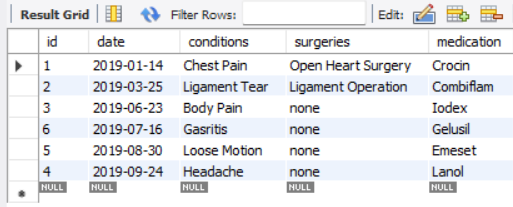 Result Grid Filter Rows: Edit:
id date conditions surgeries medication
1 2019-01-14 Chest Pain Open Heart Surgery Crocin
2 2019-03-25 Ligament Tear Ligament Operation Combiflam
3 2019-06-23 Body Pain none Iodex
6 2019-07-16 Gasritis none Gelusil
5 2019-08-30 Loose Motion none Emeset
4 2019-09-24 Headache none Lanol
NULL NULL NULL NULL NULL